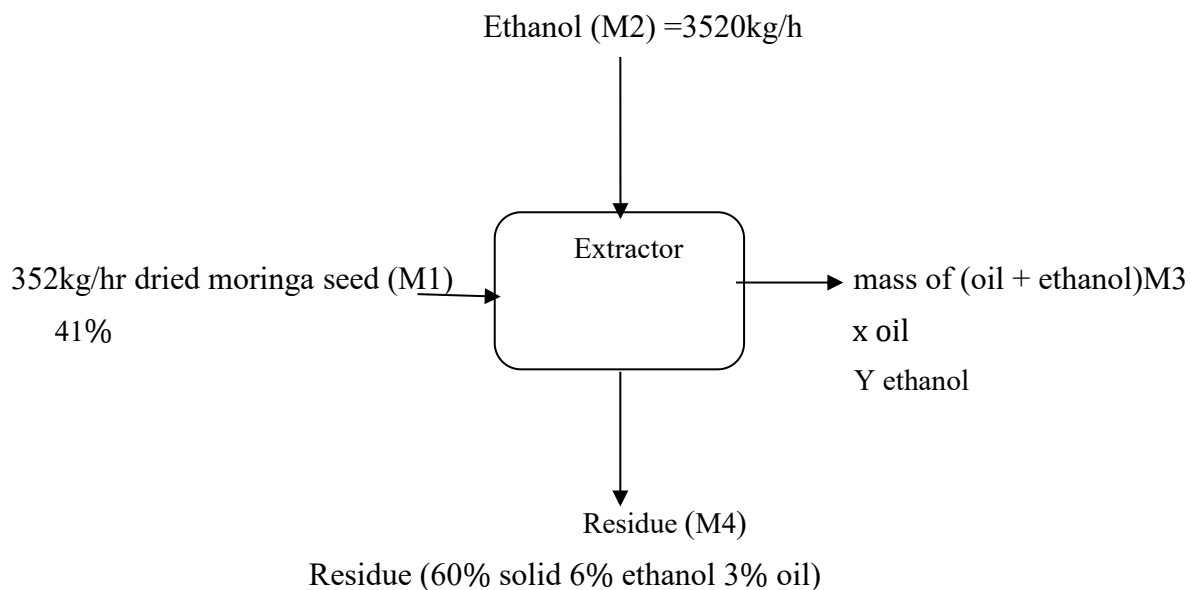 Ethanol (M2) =3520kg/h
Extractor
352kg/hr dried moringa seed (M1)
41%
mass of (oil + ethanol)M3
x oil
Y ethanol
Residue (M4)
Residue (60% solid 6% ethanol 3% oil)